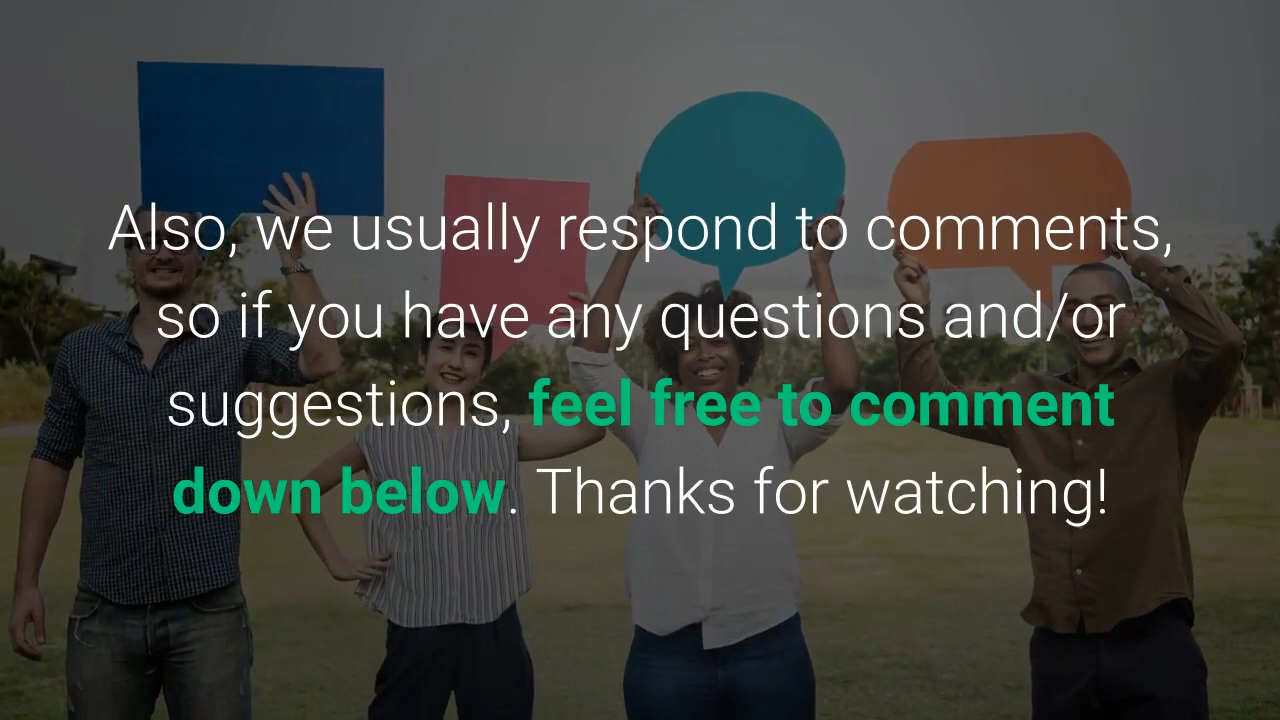 Also, we usually respond to comments,
so if you have any questions and/or
suggestions, feel free to comment
down below. Thanks for watching!